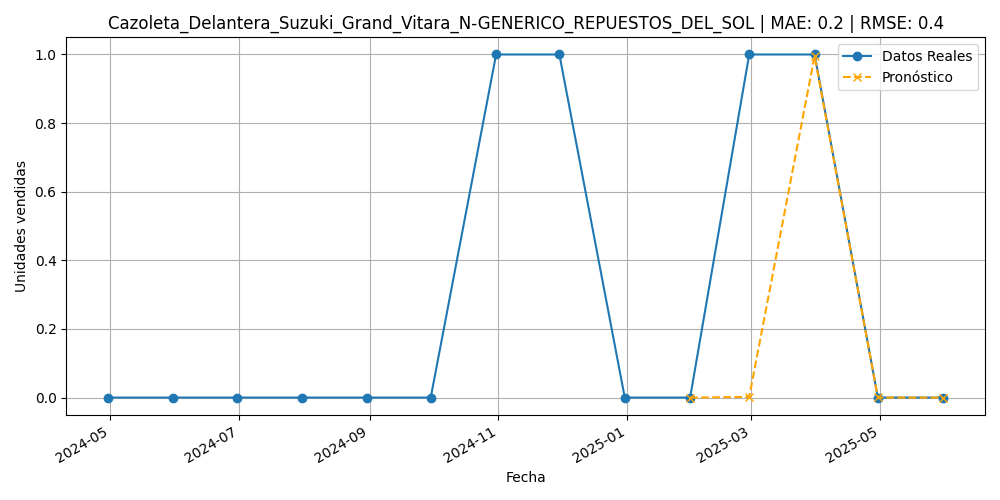 Cazoleta_Delantera_Suzuki_Grand_Vitara_N-GENERICO_REPUESTOS_DEL_SOL | MAE: 0.2 | RMSE: 0.4
Datos Reales
Pronóstico
Unidades vendidas
1.0
0.8
0.6
0.4
0.2
0.0
2024-05
2024-07
2024-09
2024-11
2025-01
2025-03
2025-05
Fecha